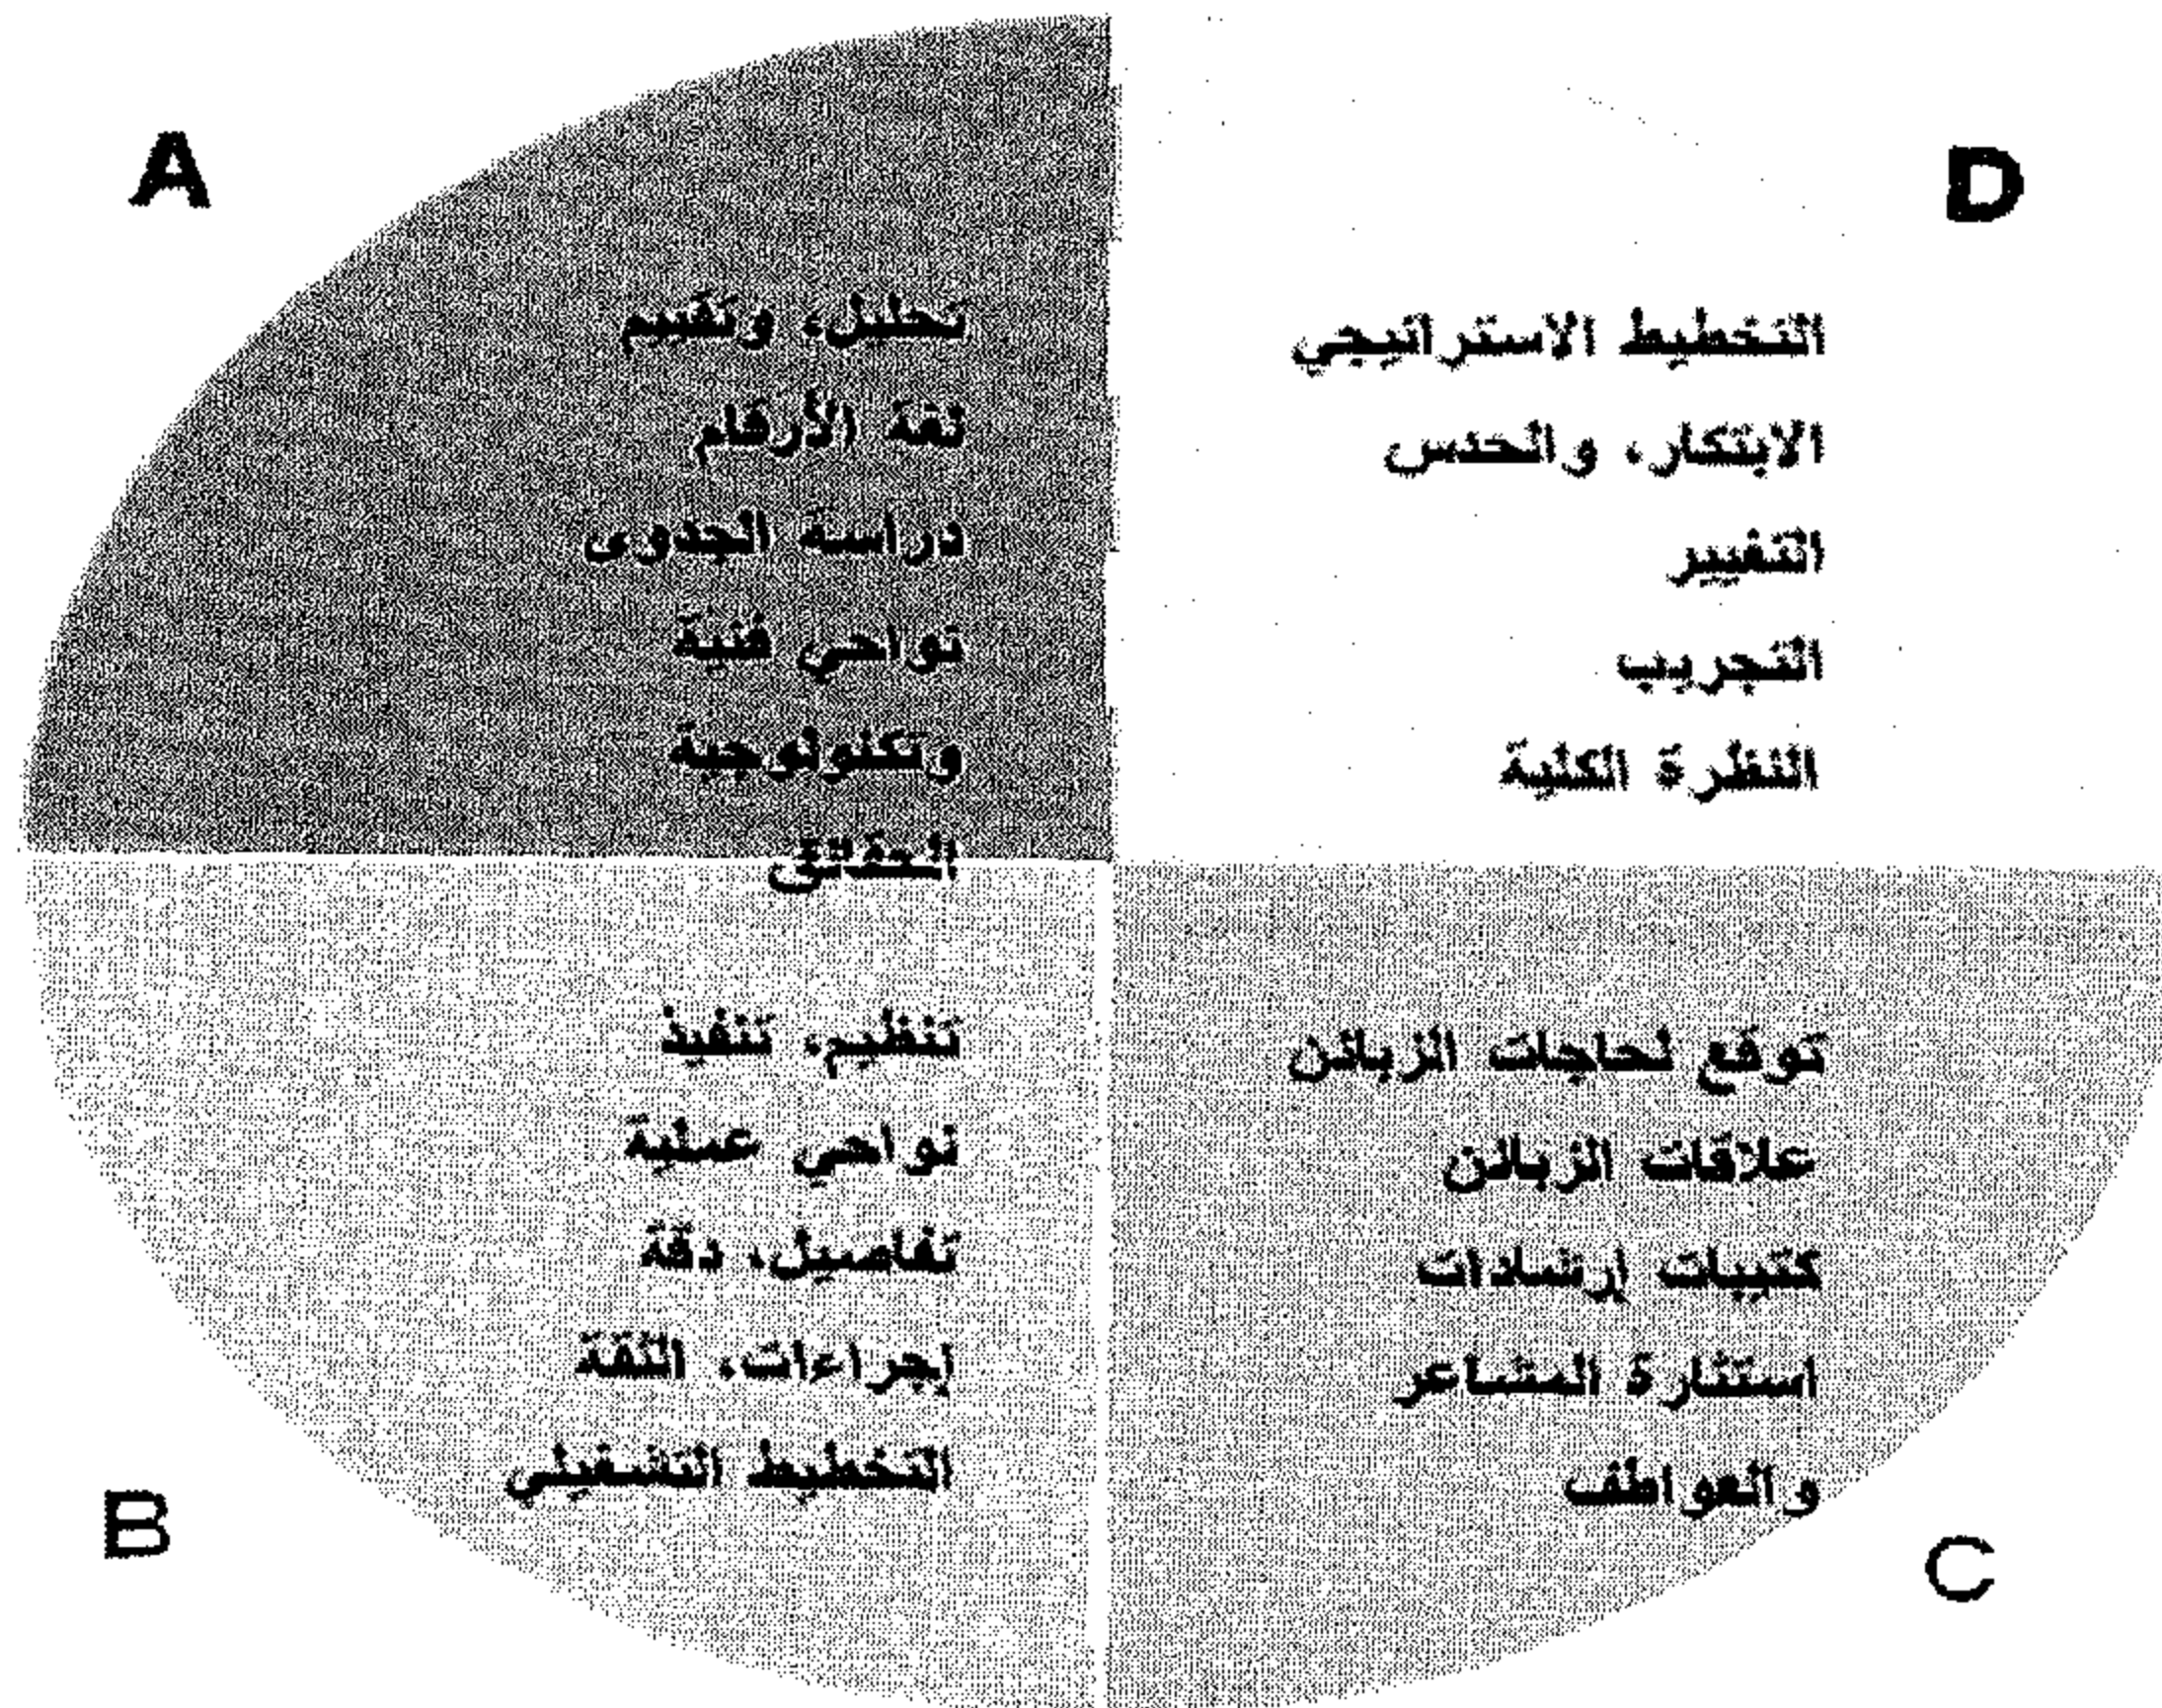 A
تحليل، وتقييم
لغة الأرقام
دراسة الجدوى
نواحي فنية
وتكنولوجية
الحقائق
D
التخطيط الاستراتيجي
الابتكار، والحدس
التغيير
التجريب
النظرة الكلية
B
تنظيم، تنفيذ
نواحي عملية
تفاصيل، دقة
إجراءات، الثقة
التخطيط التشغيلي
C
توقع لحاجات الزبائن
علاقات الزبائن
كتيبات إرشادات
استثارة المشاعر
والعواطف